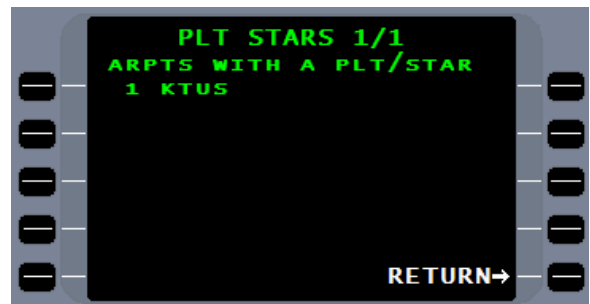 PLT STARS 1/1
ARPTS WITH A PLT/STAR
1 KTUS
RETURN→